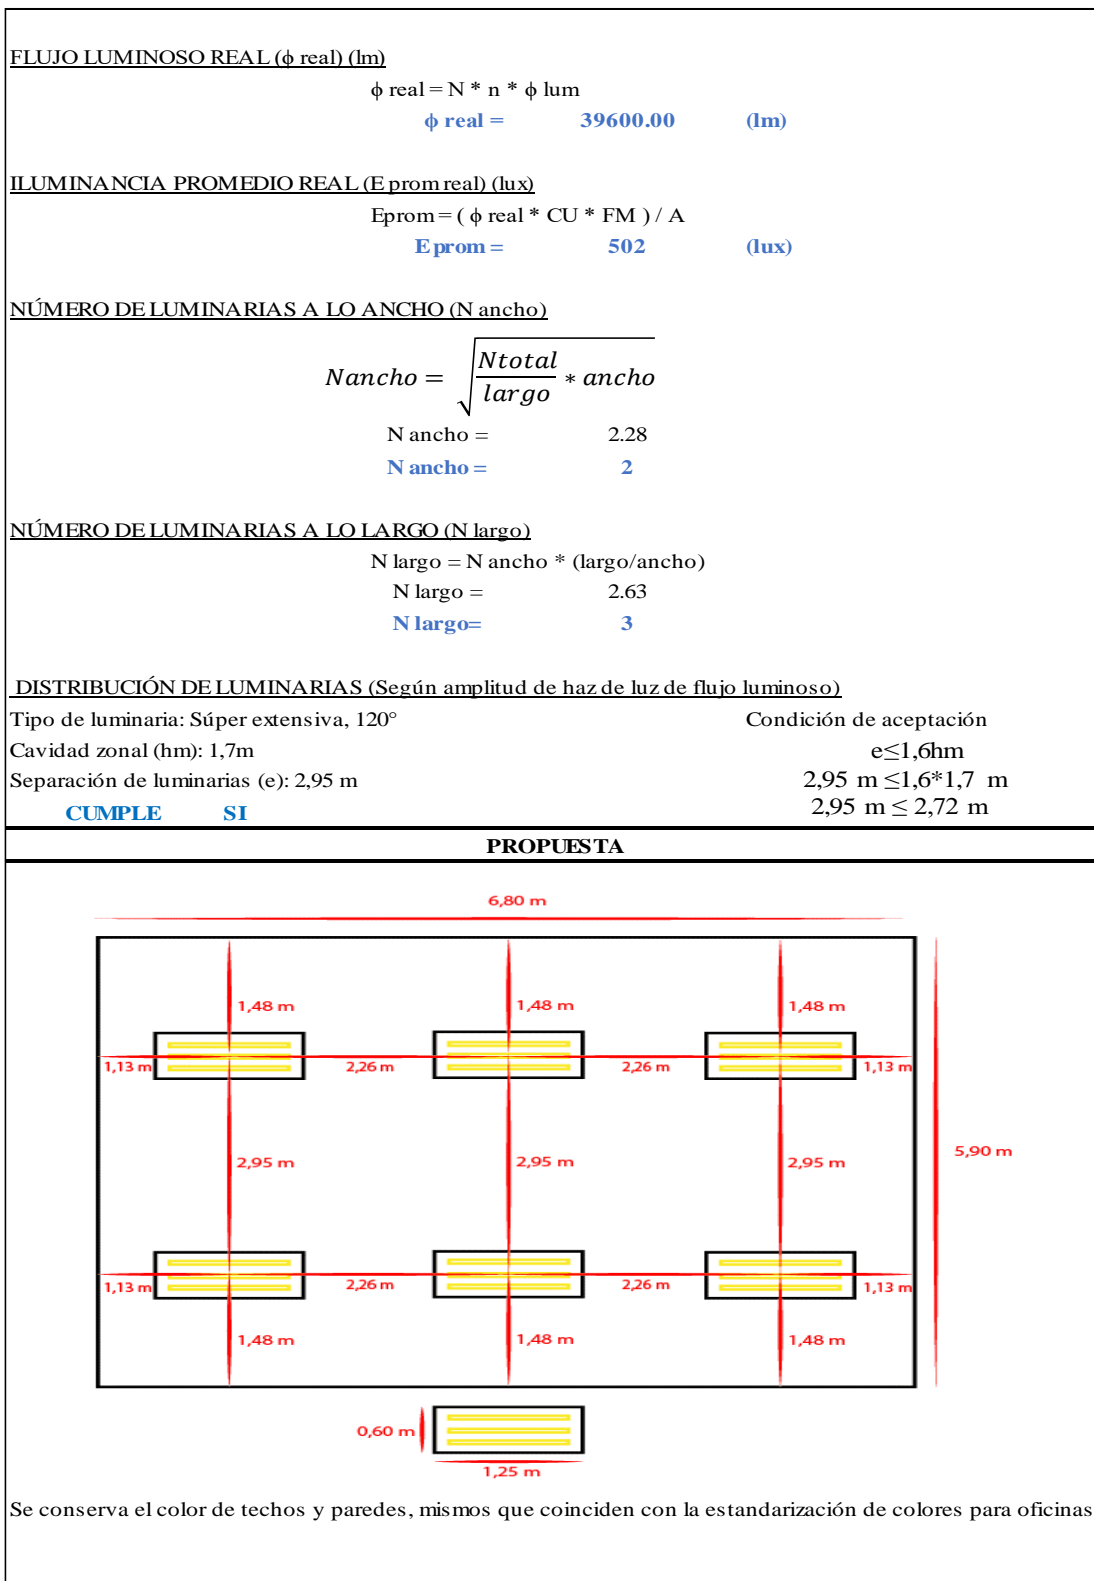 FLUJO LUMINOSO REAL (ϕ real) (lm)
ϕ real = N * n * ϕ lum
ϕ real = 39600.00 (lm)
ILUMINANCIA PROMEDIO REAL (E prom real) (lux)
Eprom = ( ϕ real * CU * FM ) / A
E prom = 502 (lux)
NÚMERO DE LUMINARIAS A LO ANCHO (N ancho)
Nancho = √(Ntotal/largo * ancho)
N ancho = 2.28
N ancho = 2
NÚMERO DE LUMINARIAS A LO LARGO (N largo)
N largo = N ancho * (largo/ancho)
N largo = 2.63
N largo= 3
DISTRIBUCIÓN DE LUMINARIAS (Según amplitud de haz de luz de flujo luminoso)
Tipo de luminaria: Súper extensiva, 120° Condición de aceptación
Cavidad zonal (hm): 1,7m e≤1,6hm
Separación de luminarias (e): 2,95 m 2,95 m ≤1,6*1,7 m
CUMPLE SI 2,95 m ≤ 2,72 m
PROPUESTA
6,80 m
1,48 m 1,48 m 1,48 m
1,13 m 2,26 m 2,26 m 1,13 m
2,95 m 2,95 m 2,95 m 5,90 m
1,13 m 2,26 m 2,26 m 1,13 m
1,48 m 1,48 m 1,48 m
0,60 m
1,25 m
Se conserva el color de techos y paredes, mismos que coinciden con la estandarización de colores para oficinas